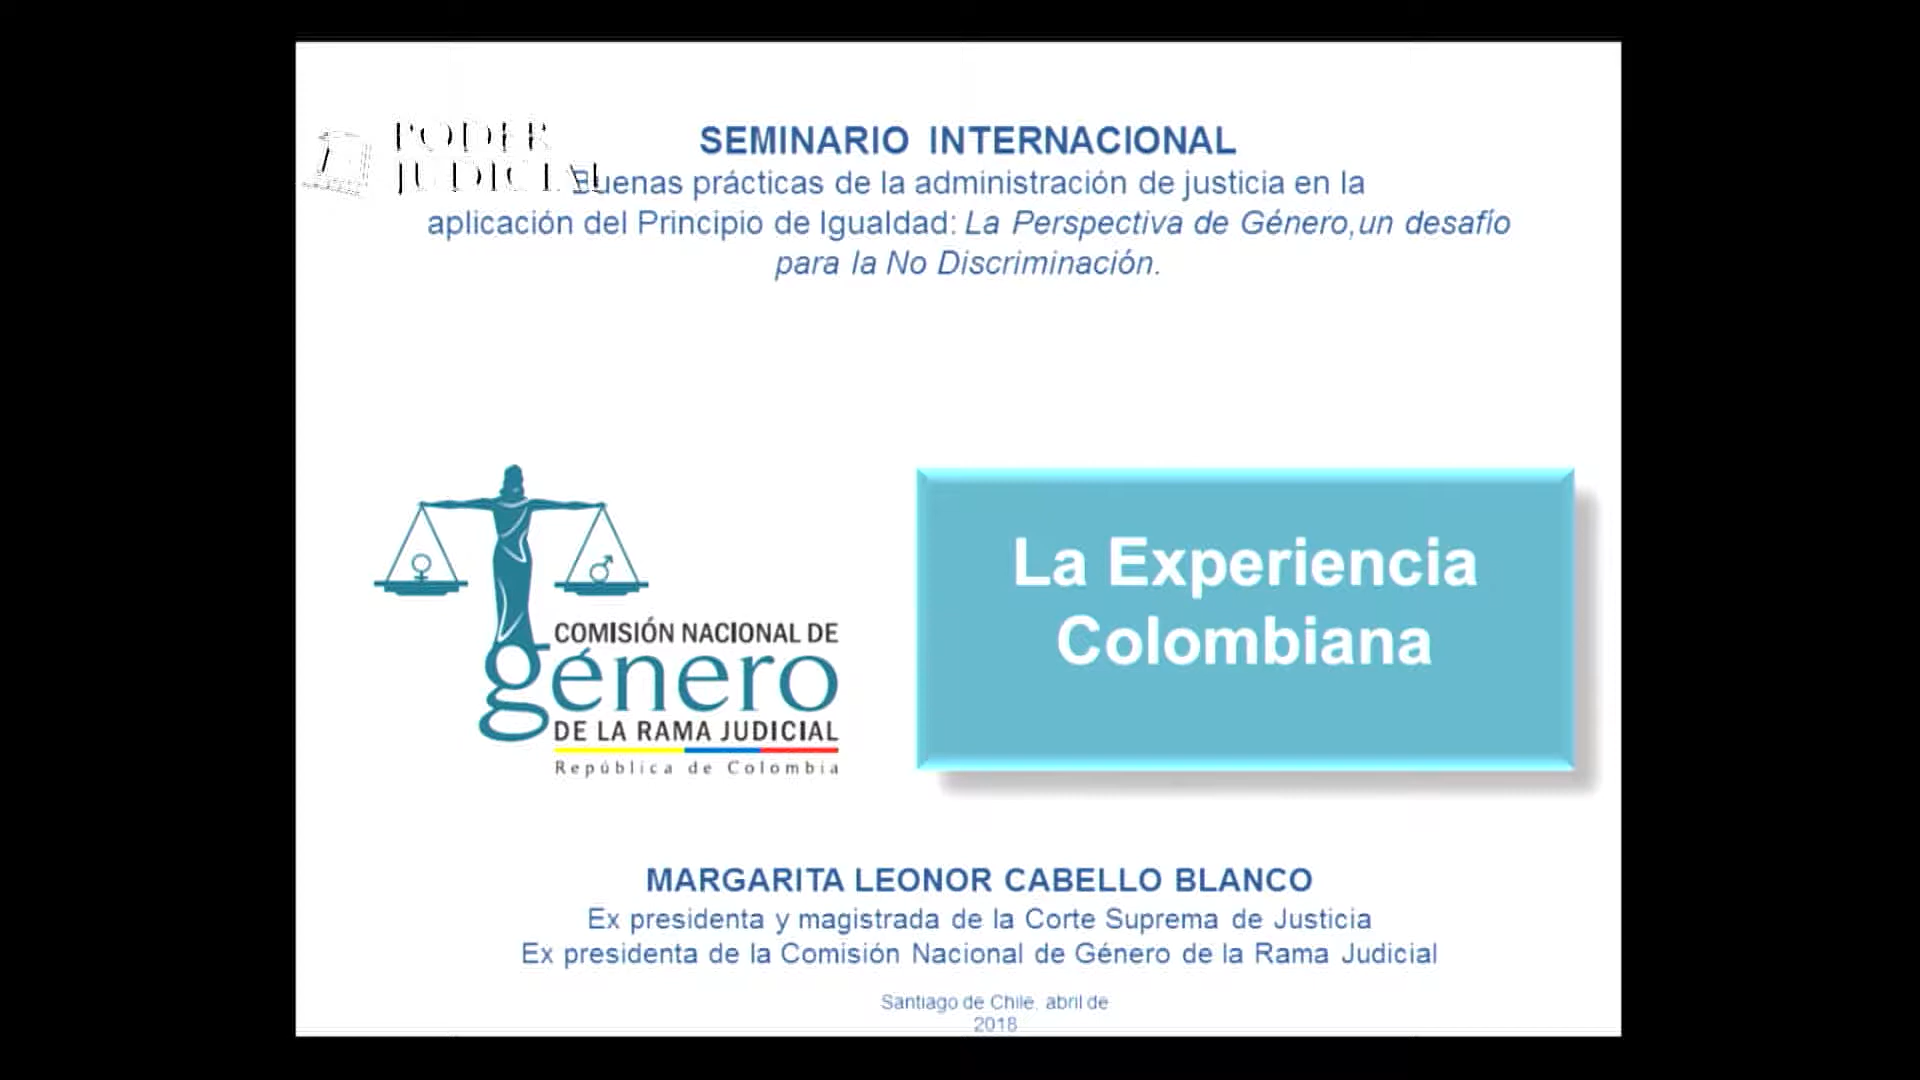 PODER
JUDICIAL
SEMINARIO INTERNACIONAL
Buenas prácticas de la administración de justicia en la
aplicación del Principio de Igualdad: La Perspectiva de Género,un desafío
para la No Discriminación.
La Experiencia
Colombiana
COMISIÓN NACIONAL DE
género
DE LA RAMA JUDICIAL
República de Colombia
MARGARITA LEONOR CABELLO BLANCO
Ex presidenta y magistrada de la Corte Suprema de Justicia
Ex presidenta de la Comisión Nacional de Género de la Rama Judicial
Santiago de Chile, abril de
2018